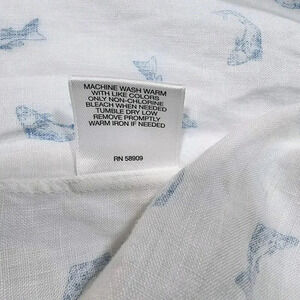 MACHINE WASH WARM
WITH LIKE COLORS
ONLY NON-CHLORINE
BLEACH WHEN NEEDED
TUMBLE DRY LOW
REMOVE PROMPTLY
WARM IRON IF NEEDED
RN 58909